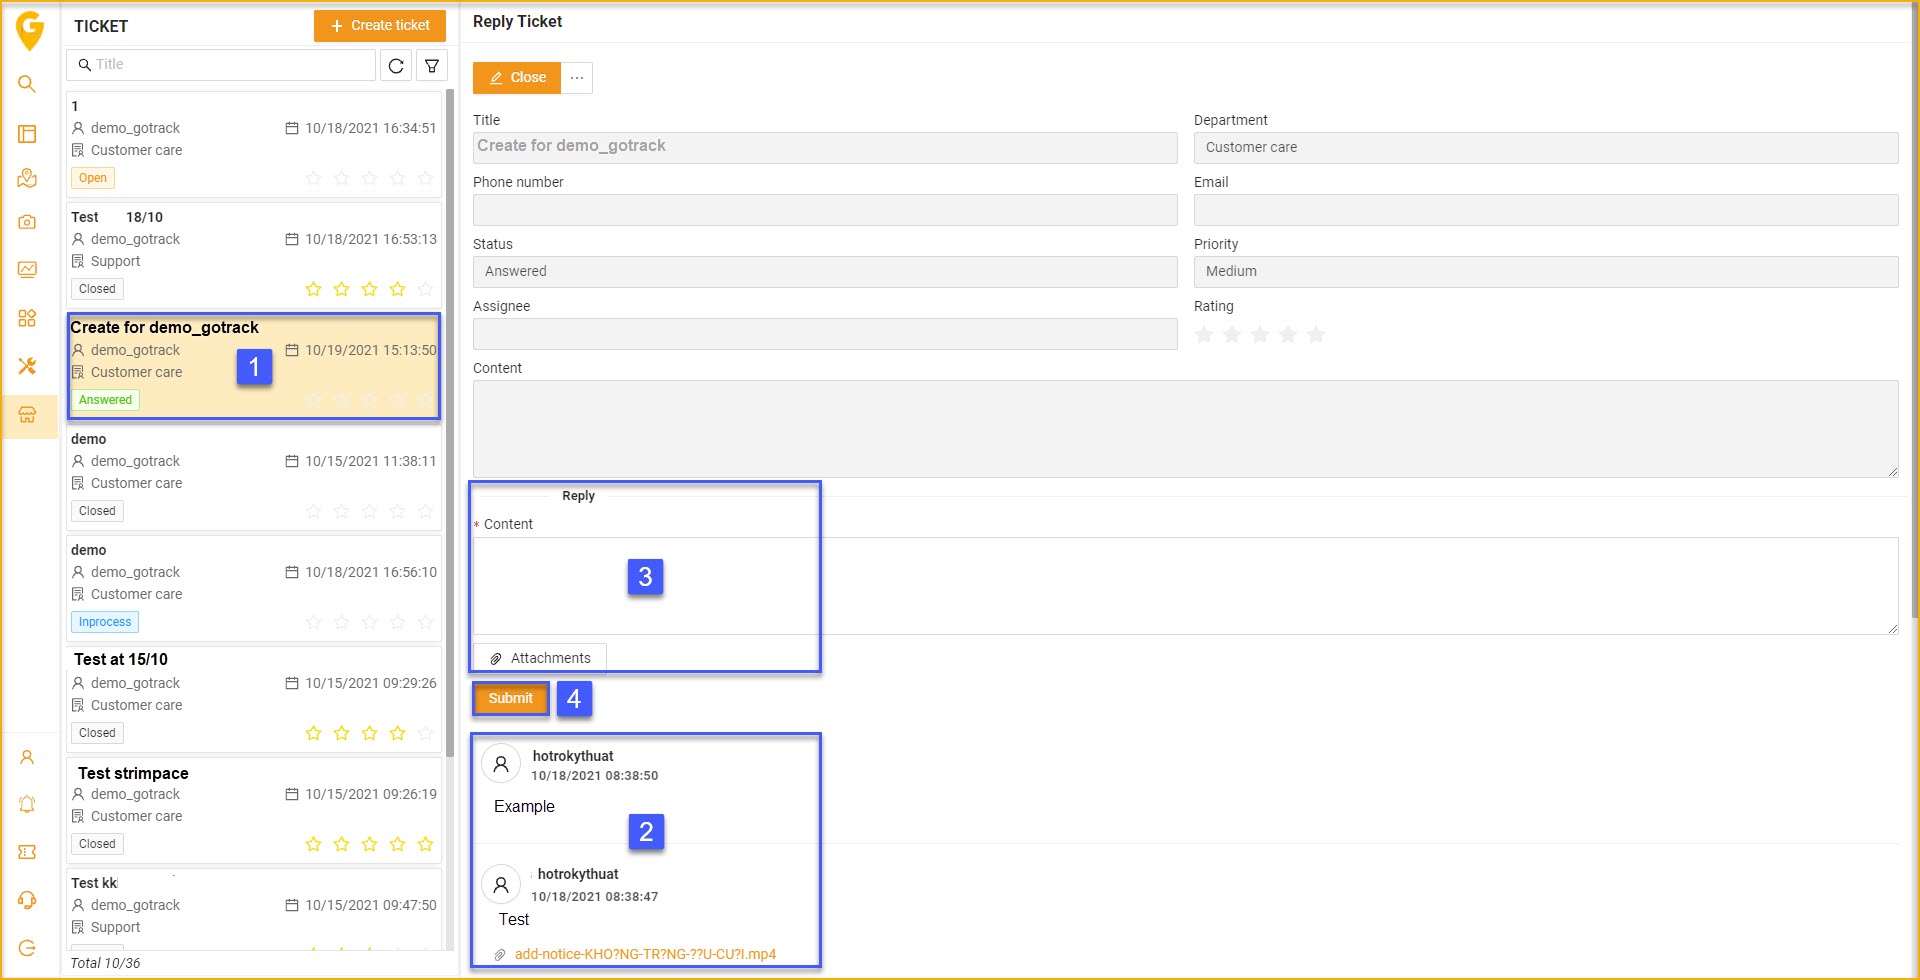 G
TICKET
Create ticket
Title
1
demo_gotrack
10/18/2021 16:34:51
Customer care
Open
Test 18/10
demo_gotrack
10/18/2021 16:53:13
Support
Closed
Create for demo_gotrack
demo_gotrack
10/19/2021 15:13:50
1
Customer care
Answered
demo
demo_gotrack
10/15/2021 11:38:11
Customer care
Closed
demo
demo_gotrack
10/18/2021 16:56:10
Customer care
Inprocess
Test at 15/10
demo_gotrack
10/15/2021 09:29:26
Customer care
Closed
Test strimpace
demo_gotrack
10/15/2021 09:26:19
Customer care
Closed
Test kk
demo_gotrack
10/15/2021 09:47:50
Support
Total 10/36
Reply Ticket
Close
...
Title
Create for demo_gotrack
Department
Customer care
Phone number
Email
Status
Answered
Priority
Medium
Assignee
Rating
Content
Reply
* Content
3
Attachments
Submit
4
hotrokythuat
10/18/2021 08:38:50
Example
2
hotrokythuat
10/18/2021 08:38:47
Test
add-notice-KHO?NG-TR?NG-??U-CU?I.mp4